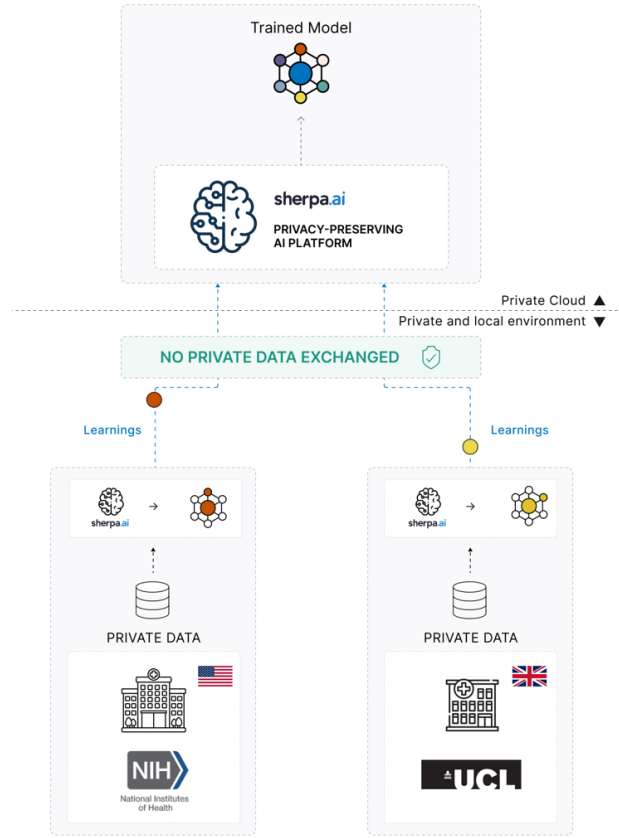 Trained Model
sherpa.ai
PRIVACY-PRESERVING
AI PLATFORM
Private Cloud ▲
Private and local environment ▼
NO PRIVATE DATA EXCHANGED
Learnings
Learnings
sherpa.ai
sherpa.ai
PRIVATE DATA
PRIVATE DATA
NIH
National Institutes
of Health
UCL